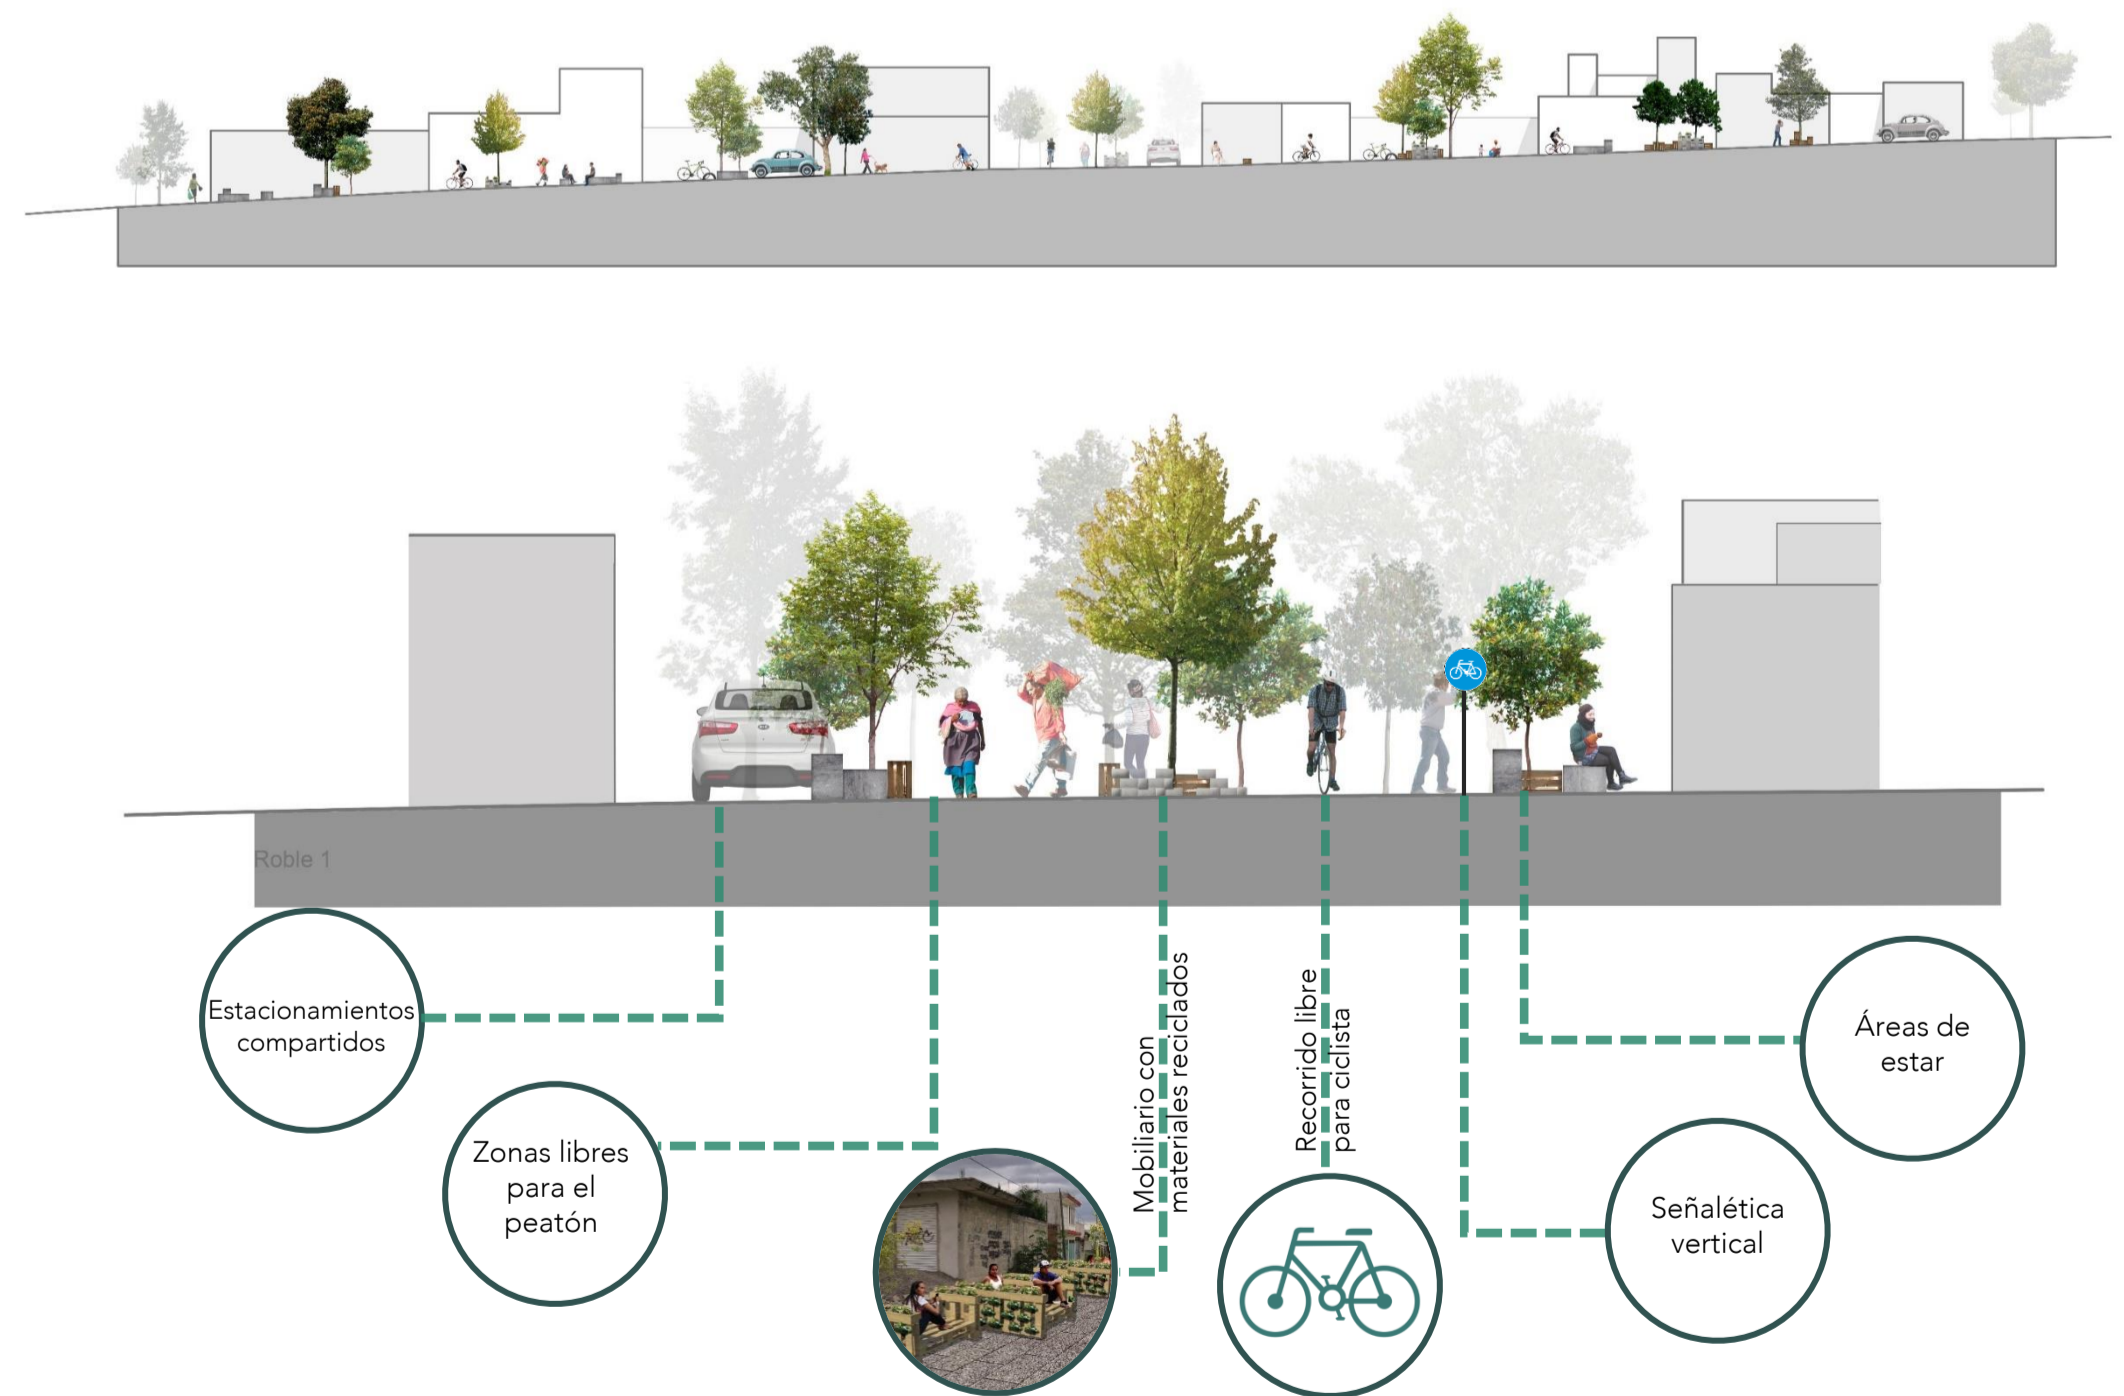 Roble 1
Estacionamientos
compartidos
Zonas libres
para el
peatón
Mobiliario con
materiales reciclados
Recorrido libre
para ciclista
Señalética
vertical
Áreas de
estar